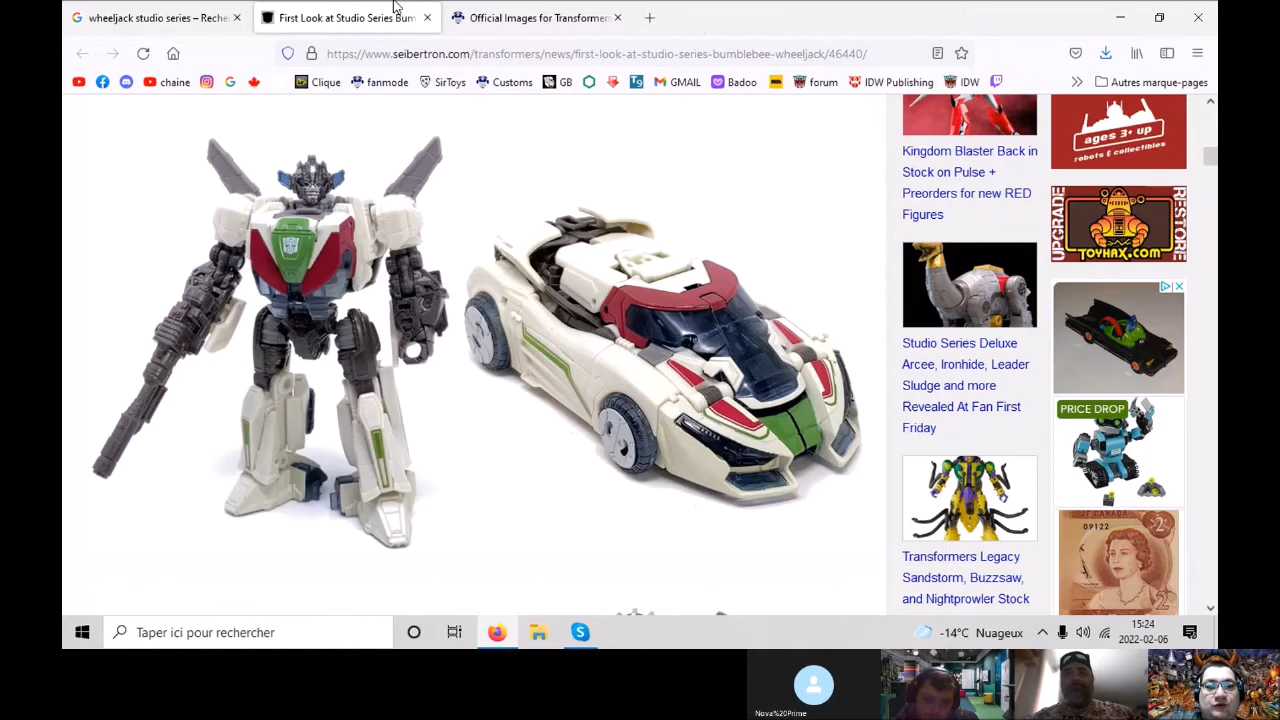 wheeljack studio series – Reche
First Look at Studio Series Bum
Official Images for Transformers
https://www.seibertron.com/transformers/news/first-look-at-studio-series-bumblebee-wheeljack/46440/
chaine
Clique
fanmode
SirToys
Customs
GB
GMAIL
Badoo
forum
IDW Publishing
IDW
Autres marque-pages
Kingdom Blaster Back in
Stock on Pulse +
Preorders for new RED
Figures
Studio Series Deluxe
Arcee, Ironhide, Leader
Sludge and more
Revealed At Fan First
Friday
Transformers Legacy
Sandstorm, Buzzsaw,
and Nightprowler Stock
ages 3+ up
robots & collectibles
UPGRADE
RESTORE
TOYHAX.COM
PRICE DROP
CANADA
09122
2
Taper ici pour rechercher
-14°C Nuageux
15:24
2022-02-06
Nova%20Prime